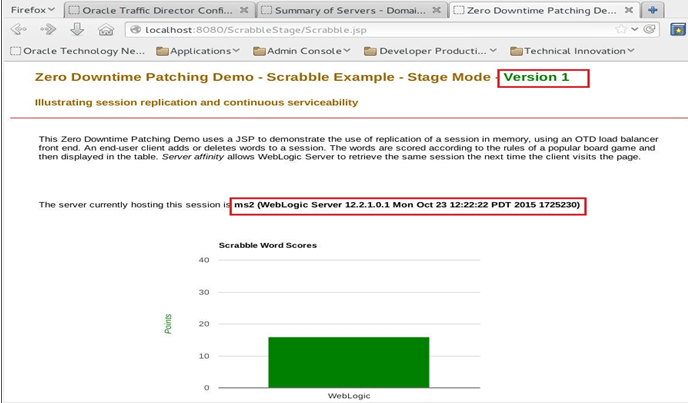 Firefox
Oracle Traffic Director Confi...
Summary of Servers - Domai...
Zero Downtime Patching De...
localhost:8080/ScrabbleStage/Scrabble.jsp
Oracle Technology Ne... Applications Admin Console Developer Producti... Technical Innovation
Zero Downtime Patching Demo - Scrabble Example - Stage Mode - Version 1
Illustrating session replication and continuous serviceability
This Zero Downtime Patching Demo uses a JSP to demonstrate the use of replication of a session in memory, using an OTD load balancer
front end. An end-user client adds or deletes words to a session. The words are scored according to the rules of a popular board game and
then displayed in the table. Server affinity allows WebLogic Server to retrieve the same session the next time the client visits the page.
The server currently hosting this session is ms2 (WebLogic Server 12.2.1.0.1 Mon Oct 23 12:22:22 PDT 2015 1725230)
Scrabble Word Scores
40
30
Points
20
10
0
WebLogic